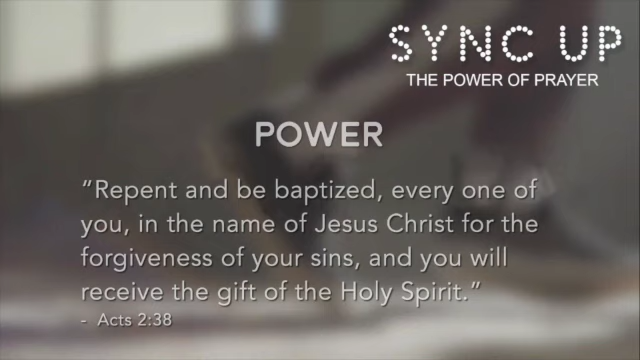 SYNC UP
THE POWER OF PRAYER
POWER
“Repent and be baptized, every one of
you, in the name of Jesus Christ for the
forgiveness of your sins, and you will
receive the gift of the Holy Spirit.”
- Acts 2:38